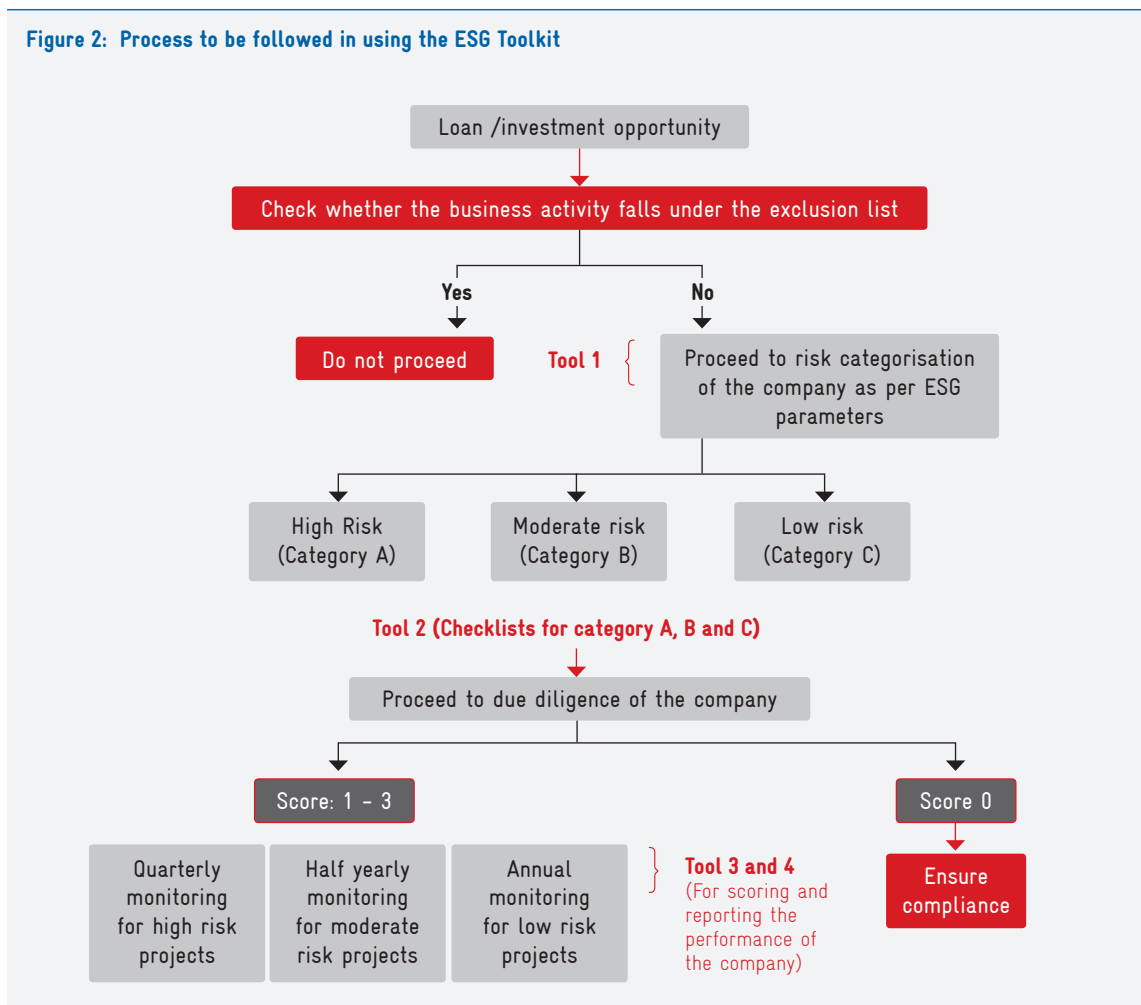 Figure 2: Process to be followed in using the ESG Toolkit
Loan /investment opportunity
Check whether the business activity falls under the exclusion list
Yes
No
Do not proceed
Tool 1
Proceed to risk categorisation
of the company as per ESG
parameters
High Risk
(Category A)
Moderate risk
(Category B)
Low risk
(Category C)
Tool 2 (Checklists for category A, B and C)
Proceed to due diligence of the company
Score: 1 – 3
Score 0
Quarterly
monitoring
for high risk
projects
Half yearly
monitoring
for moderate
risk projects
Annual
monitoring
for low risk
projects
Tool 3 and 4
(For scoring and
reporting the
performance of
the company)
Ensure
compliance